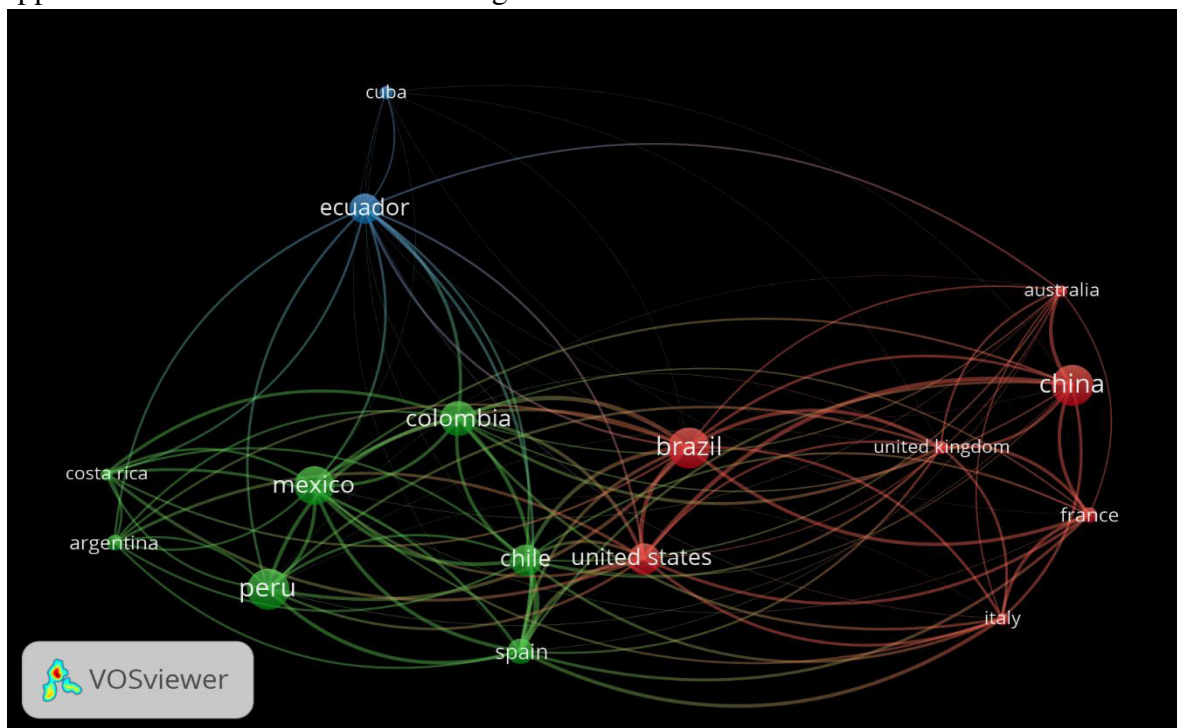 cuba
ecuador
australia
china
colombia
brazil
united kingdom
costa rica
mexico
france
argentina
chile
united states
peru
italy
spain
VOSviewer